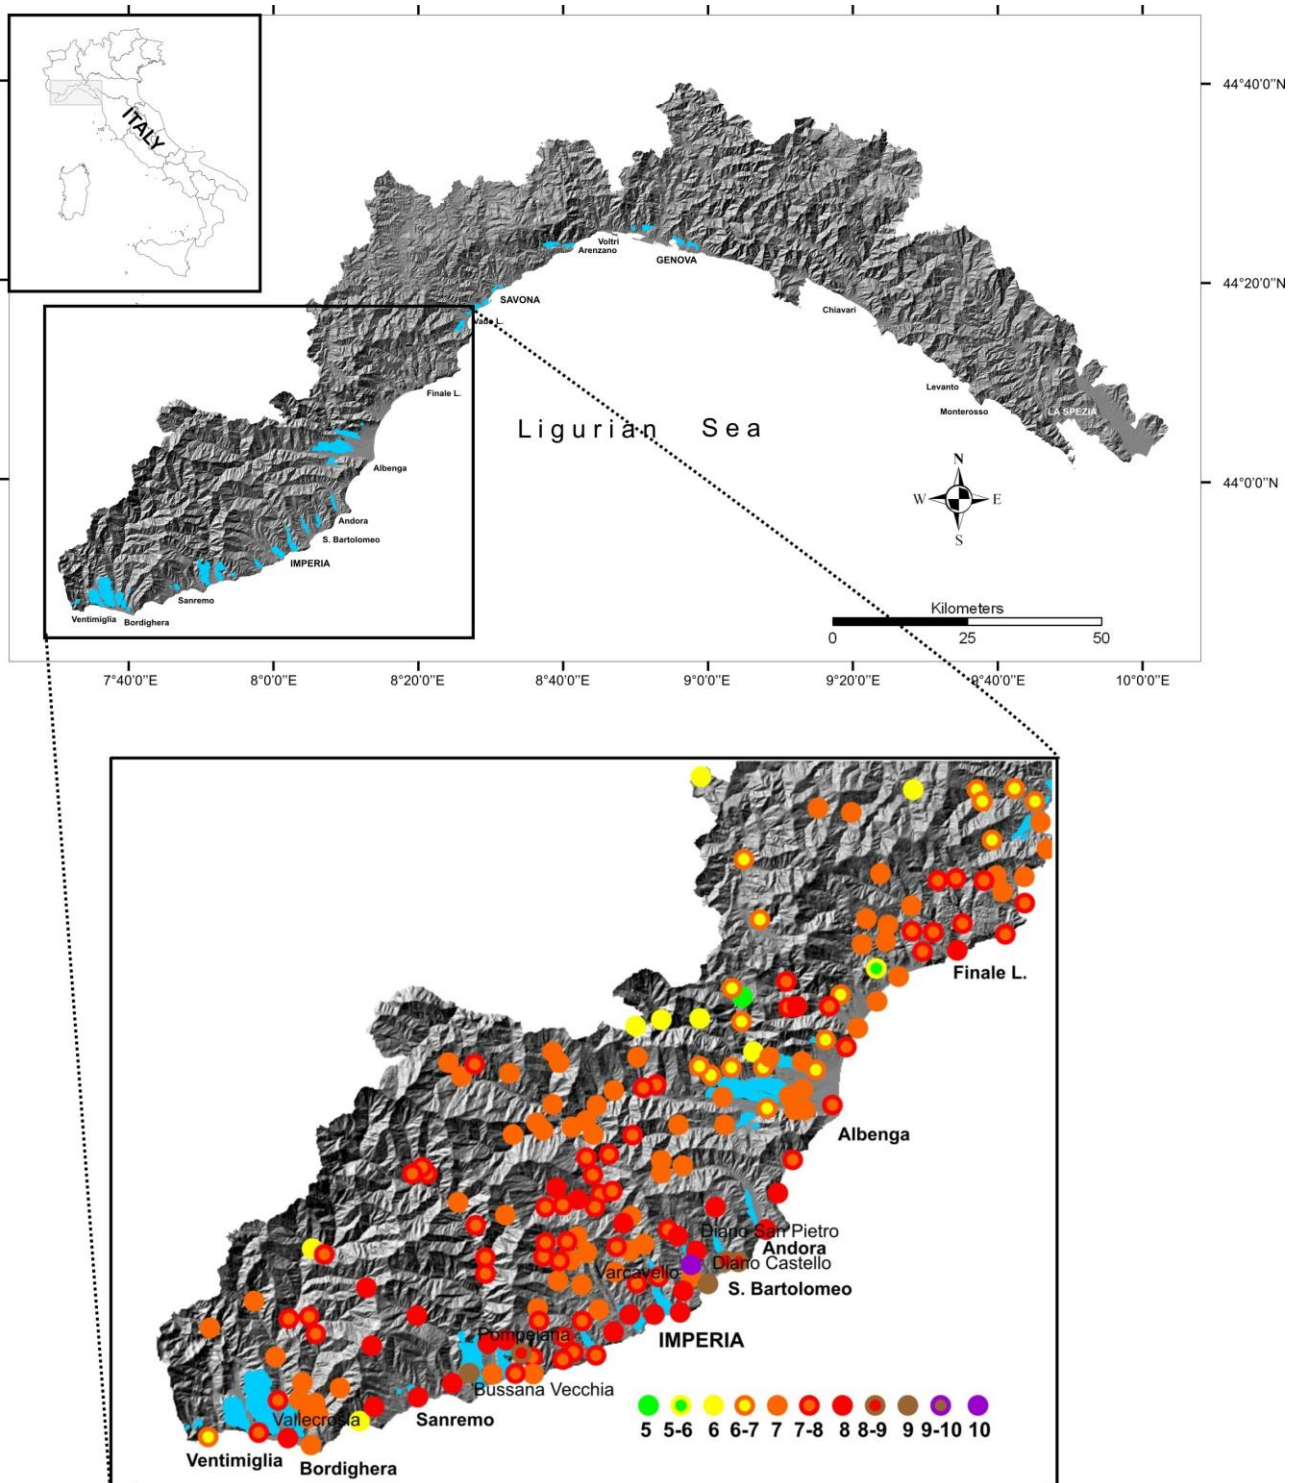 ITALY
44°40'0"N
44°20'0"N
44°0'0"N
Voltri
Arenzano
GENOVA
SAVONA
Vado L.
Chiavari
Finale L.
Levanto
Monterosso
LA SPEZIA
Ligurian Sea
Albenga
N
W E
S
Andora
S. Bartolomeo
IMPERIA
Sanremo
Ventimiglia
Bordighera
Kilometers
0 25 50
7°40'0"E 8°0'0"E 8°20'0"E 8°40'0"E 9°0'0"E 9°20'0"E 9°40'0"E 10°0'0"E
Finale L.
Albenga
Diano San Pietro
Andora
Diano Castello
Varcavello
S. Bartolomeo
IMPERIA
Pompeiana
Bussana Vecchia
Vallecrosia
Sanremo
Ventimiglia
Bordighera
5 5-6 6 6-7 7 7-8 8 8-9 9 9-10 10